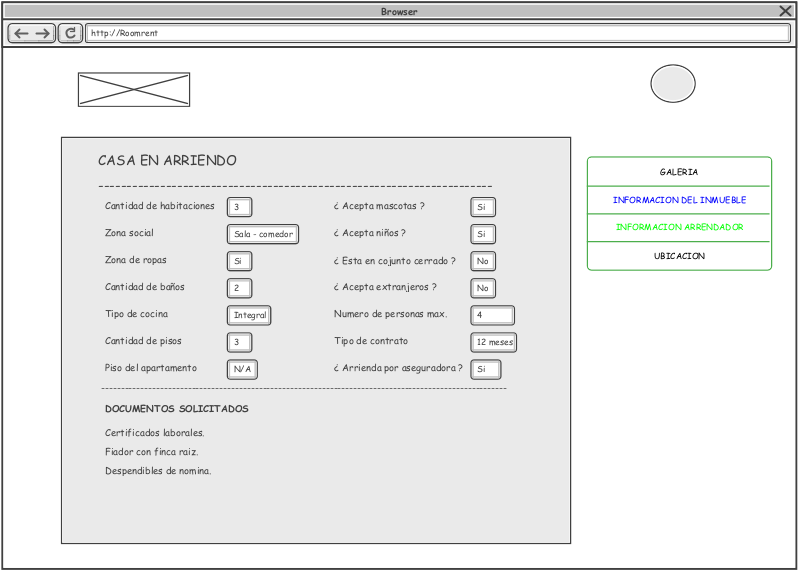 Browser
http://Roomrent
CASA EN ARRIENDO
Cantidad de habitaciones 3 ¿ Acepta mascotas ? Si
Zona social Sala - comedor ¿ Acepta niños ? Si
Zona de ropas Si ¿ Esta en cojunto cerrado ? No
Cantidad de baños 2 ¿ Acepta extranjeros ? No
Tipo de cocina Integral Numero de personas max. 4
Cantidad de pisos 3 Tipo de contrato 12 meses
Piso del apartamento N/A ¿ Arrienda por aseguradora ? Si
DOCUMENTOS SOLICITADOS
Certificados laborales.
Fiador con finca raiz.
Despendibles de nomina.
GALERIA
INFORMACION DEL INMUEBLE
INFORMACION ARRENDADOR
UBICACION